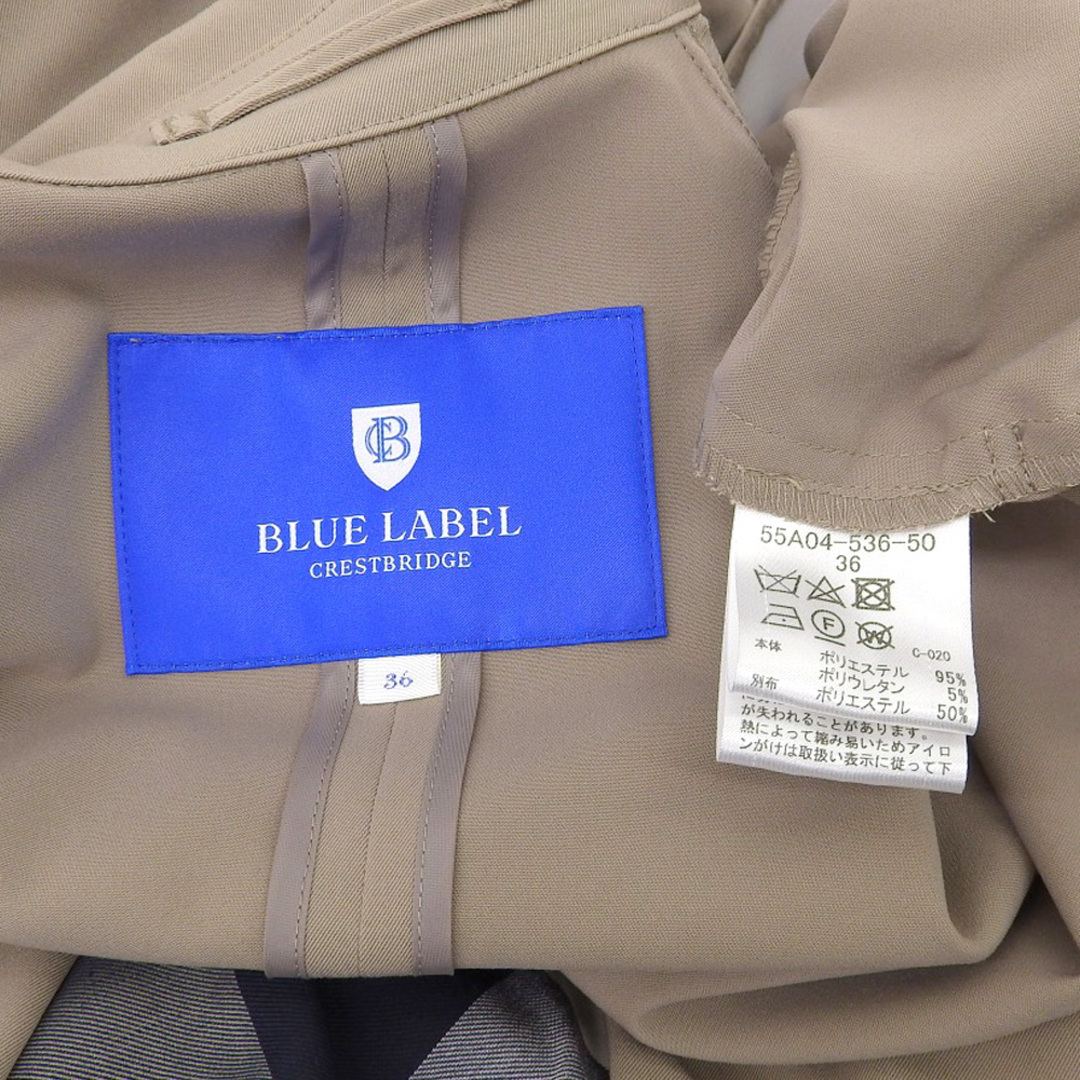 CB
BLUE LABEL
CRESTBRIDGE
36
55A04-536-50
36
F
W
C-020
本体 ポリエステル 95%
ポリウレタン 5%
別布 ポリエステル 50%
が失われることがあります。
熱によって縮み易いためアイロ
ンがけは取扱い表示に従って下